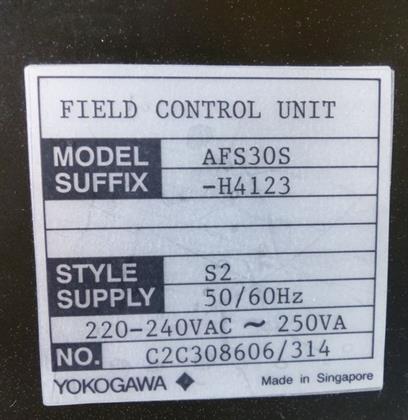 FIELD CONTROL UNIT
MODEL AFS30S
SUFFIX -H4123
STYLE S2
SUPPLY 50/60Hz
220-240VAC ~ 250VA
NO. C2C308606/314
YOKOGAWA Made in Singapore